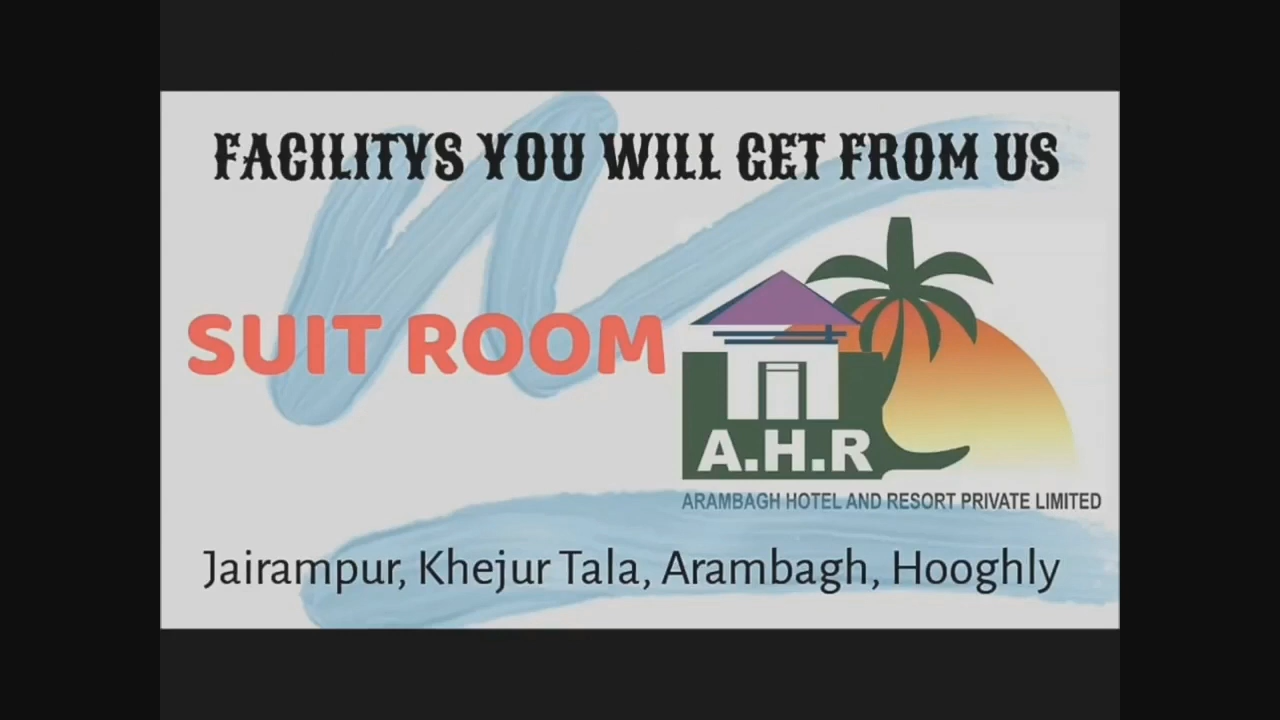 FACILITYS YOU WILL GET FROM US
SUIT ROOM
A.H.R
ARAMBAGH HOTEL AND RESORT PRIVATE LIMITED
Jairampur, Khejur Tala, Arambagh, Hooghly